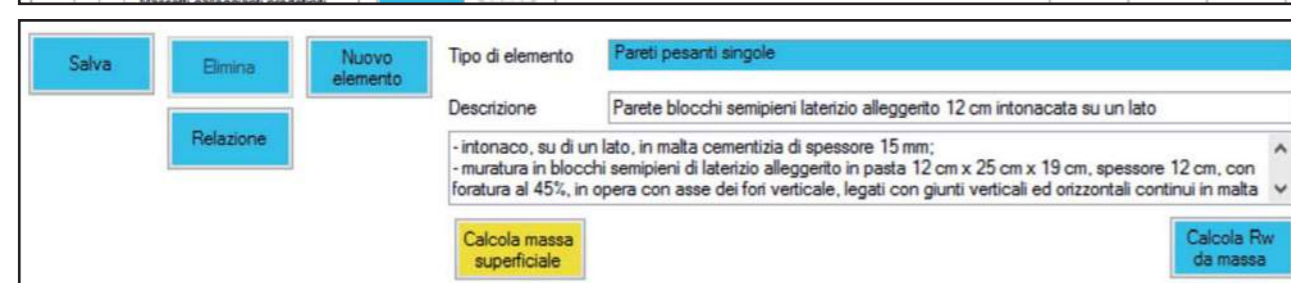 Salva
Elimina
Nuovo
elemento
Relazione
Tipo di elemento
Pareti pesanti singole
Descrizione
Parete blocchi semipieni laterizio alleggerito 12 cm intonacata su un lato
- intonaco, su di un lato, in malta cementizia di spessore 15 mm;
- muratura in blocchi semipieni di laterizio alleggerito in pasta 12 cm x 25 cm x 19 cm, spessore 12 cm, con
foratura al 45%, in opera con asse dei fori verticale, legati con giunti verticali ed orizzontali continui in malta
Calcola massa
superficiale
Calcola Rw
da massa